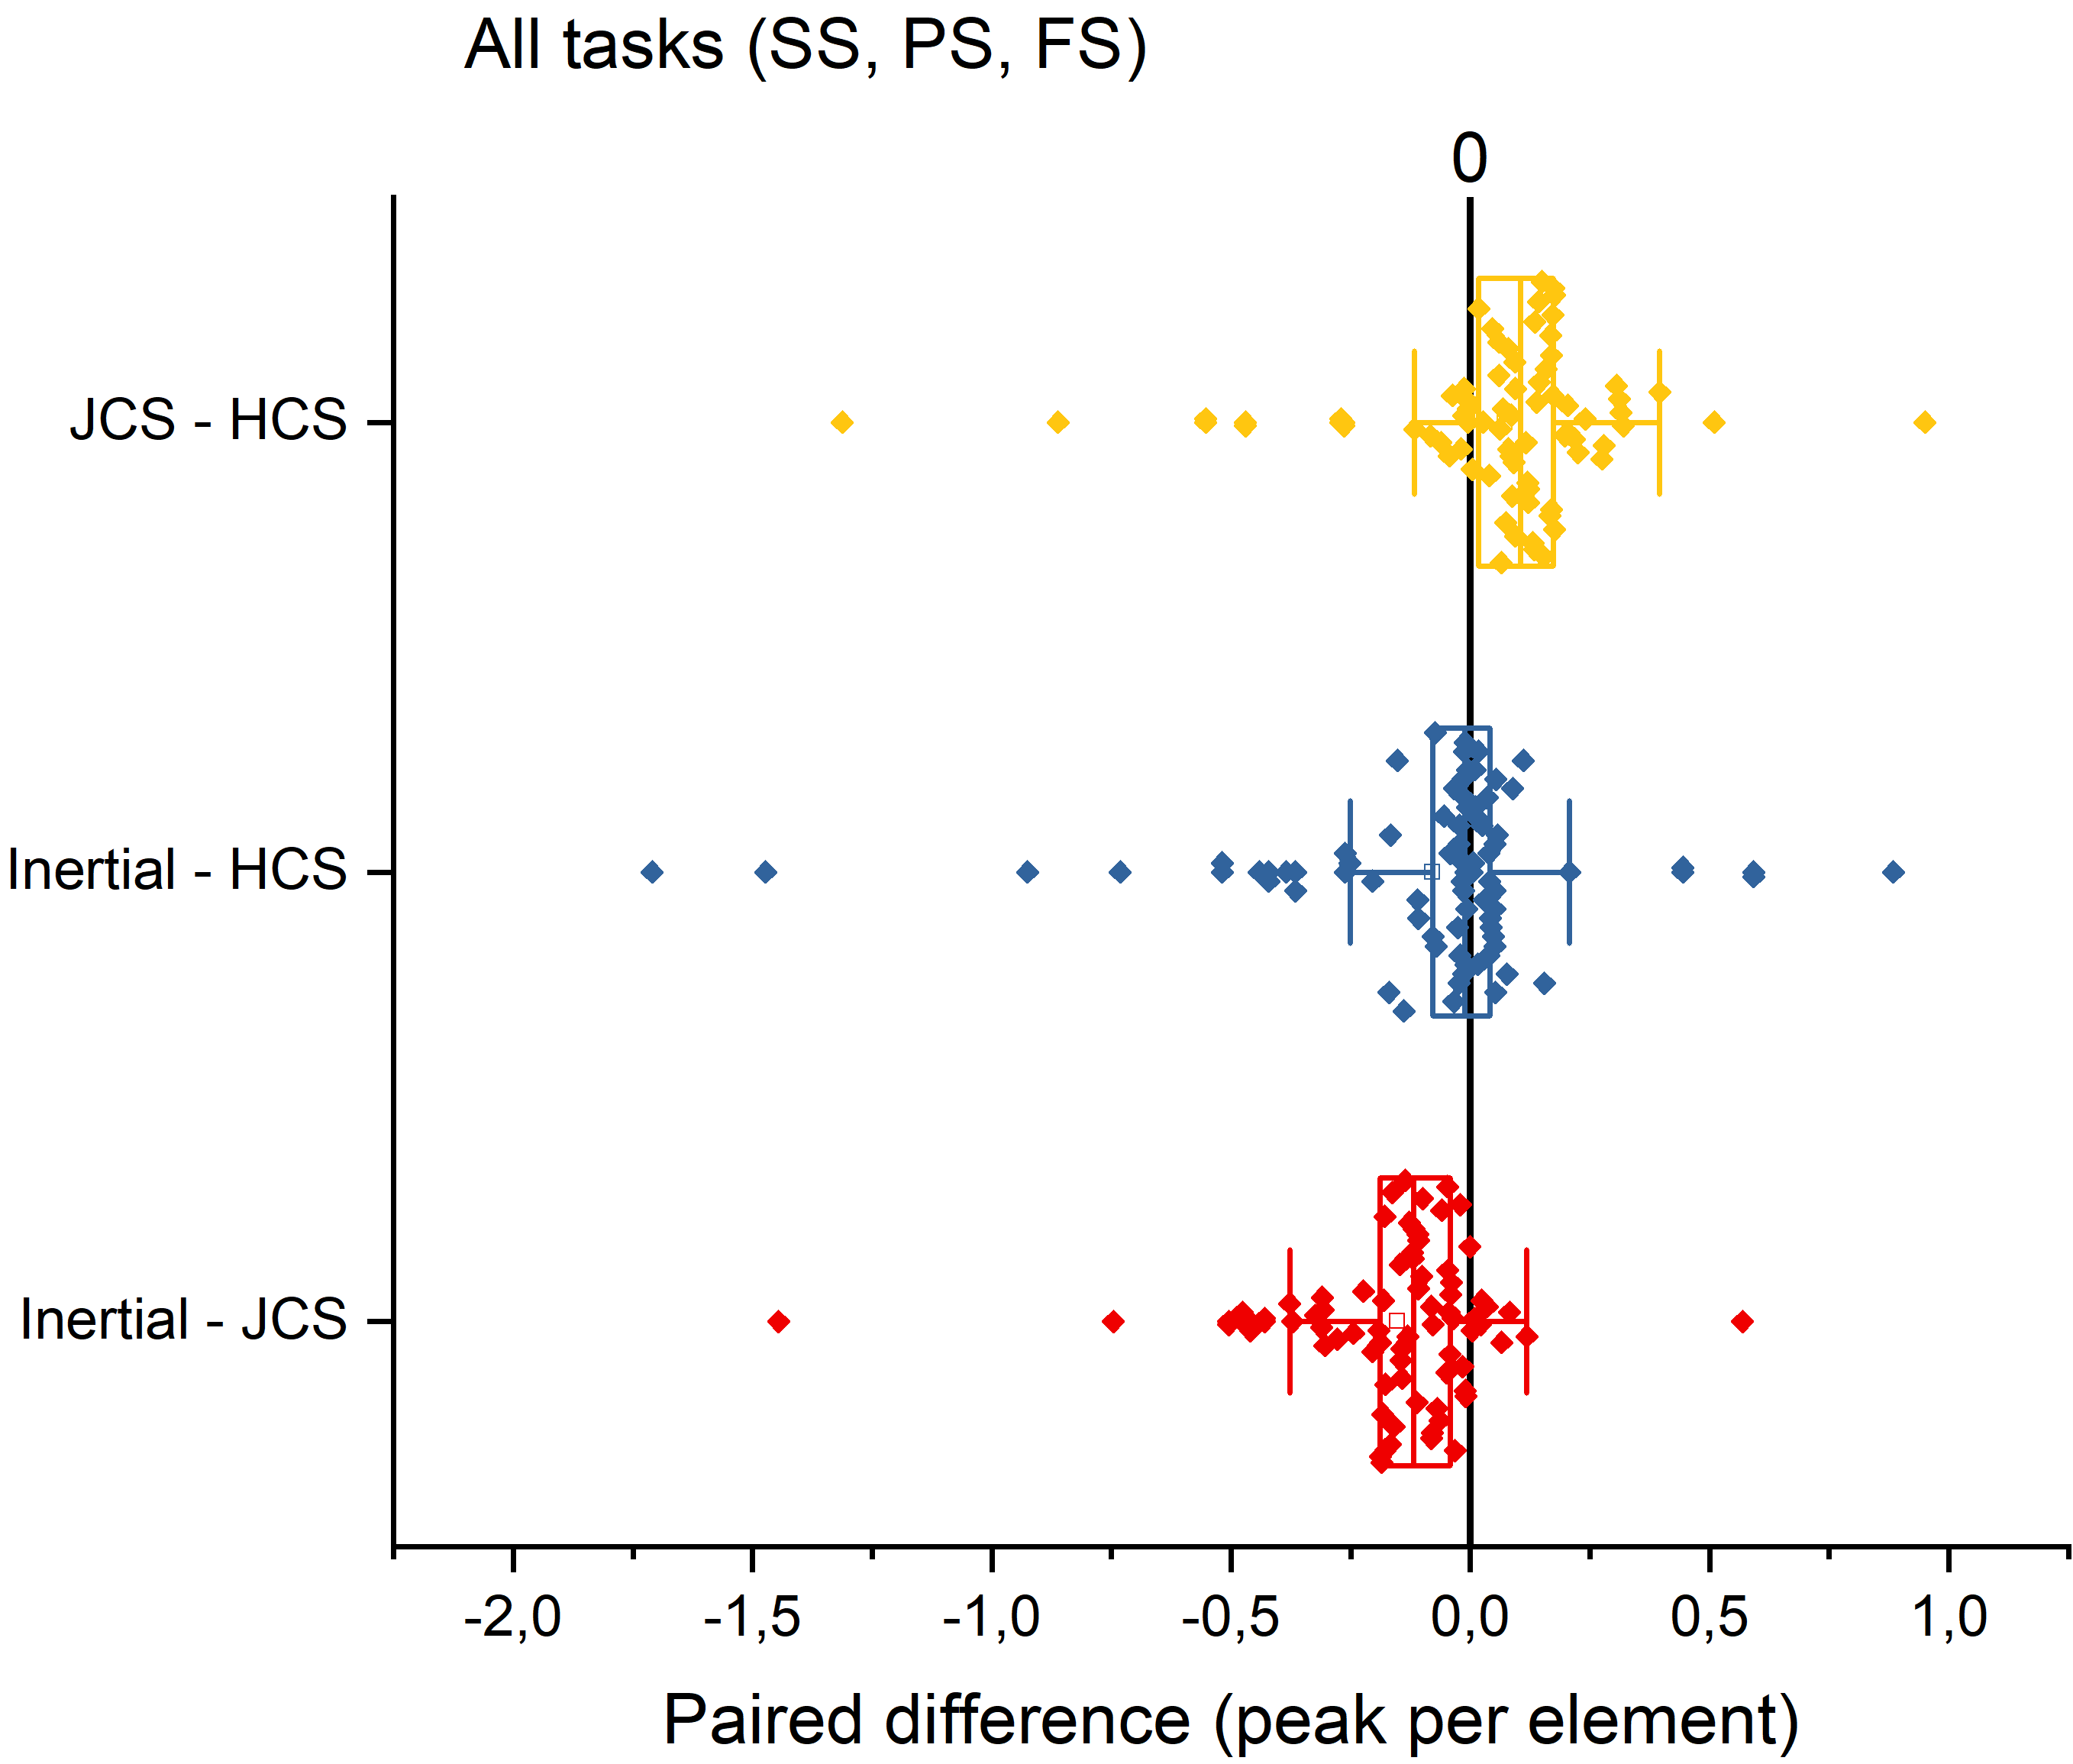 All tasks (SS, PS, FS)
0
JCS - HCS
Inertial - HCS
Inertial - JCS
-2,0 -1,5 -1,0 -0,5 0,0 0,5 1,0
Paired difference (peak per element)